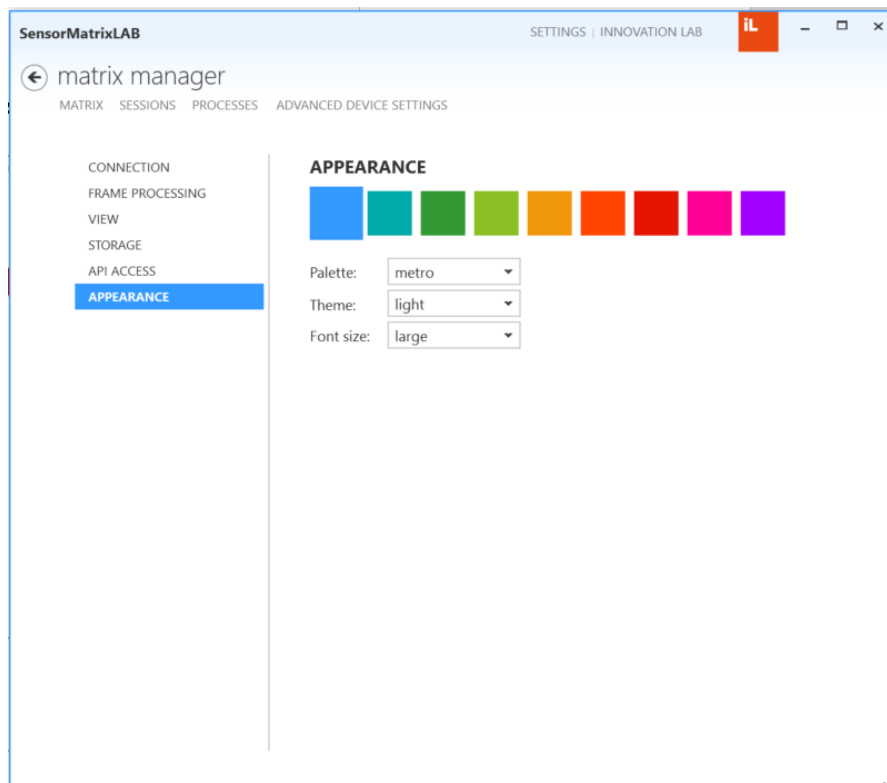 SensorMatrixLAB
SETTINGS | INNOVATION LAB
iL
matrix manager
MATRIX SESSIONS PROCESSES ADVANCED DEVICE SETTINGS
CONNECTION
FRAME PROCESSING
VIEW
STORAGE
API ACCESS
APPEARANCE
APPEARANCE
Palette: metro
Theme: light
Font size: large